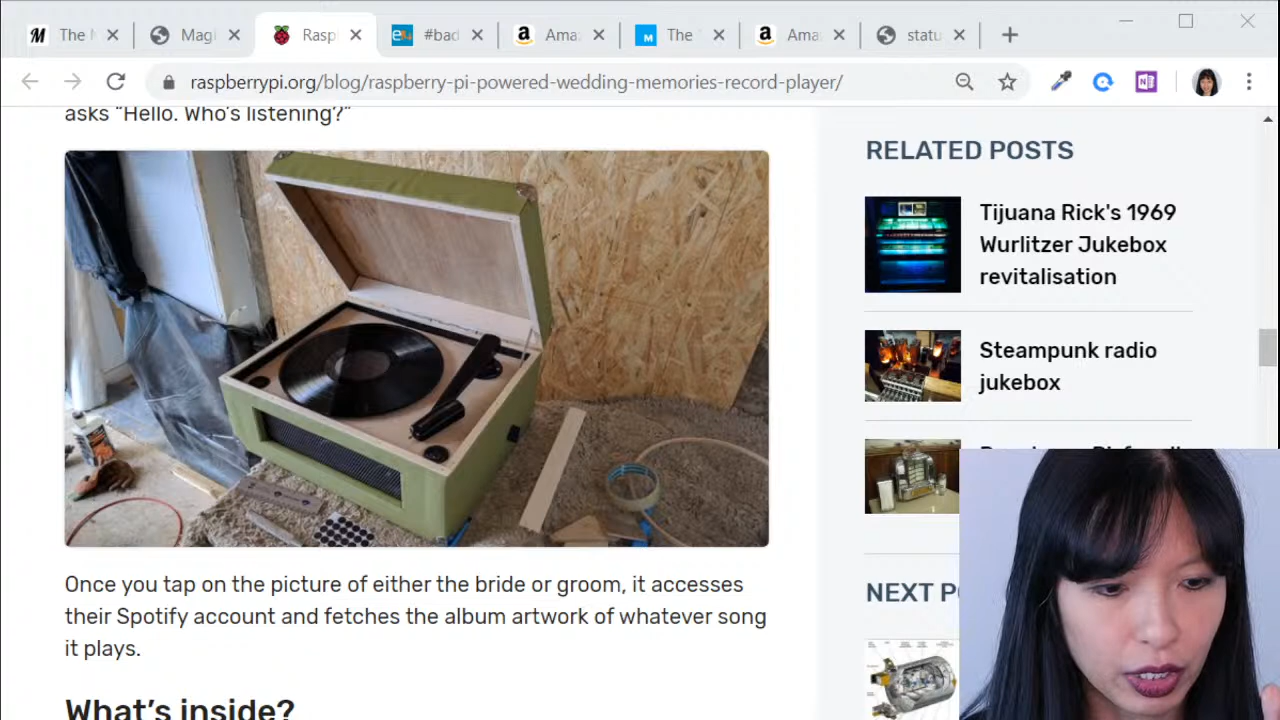 The
Magi
Rasp
#bad
Ama
The
Ama
statu
raspberrypi.org/blog/raspberry-pi-powered-wedding-memories-record-player/
asks “Hello. Who’s listening?”
RELATED POSTS
Tijuana Rick's 1969
Wurlitzer Jukebox
revitalisation
Steampunk radio
jukebox
Once you tap on the picture of either the bride or groom, it accesses
their Spotify account and fetches the album artwork of whatever song
it plays.
NEXT
What’s inside?